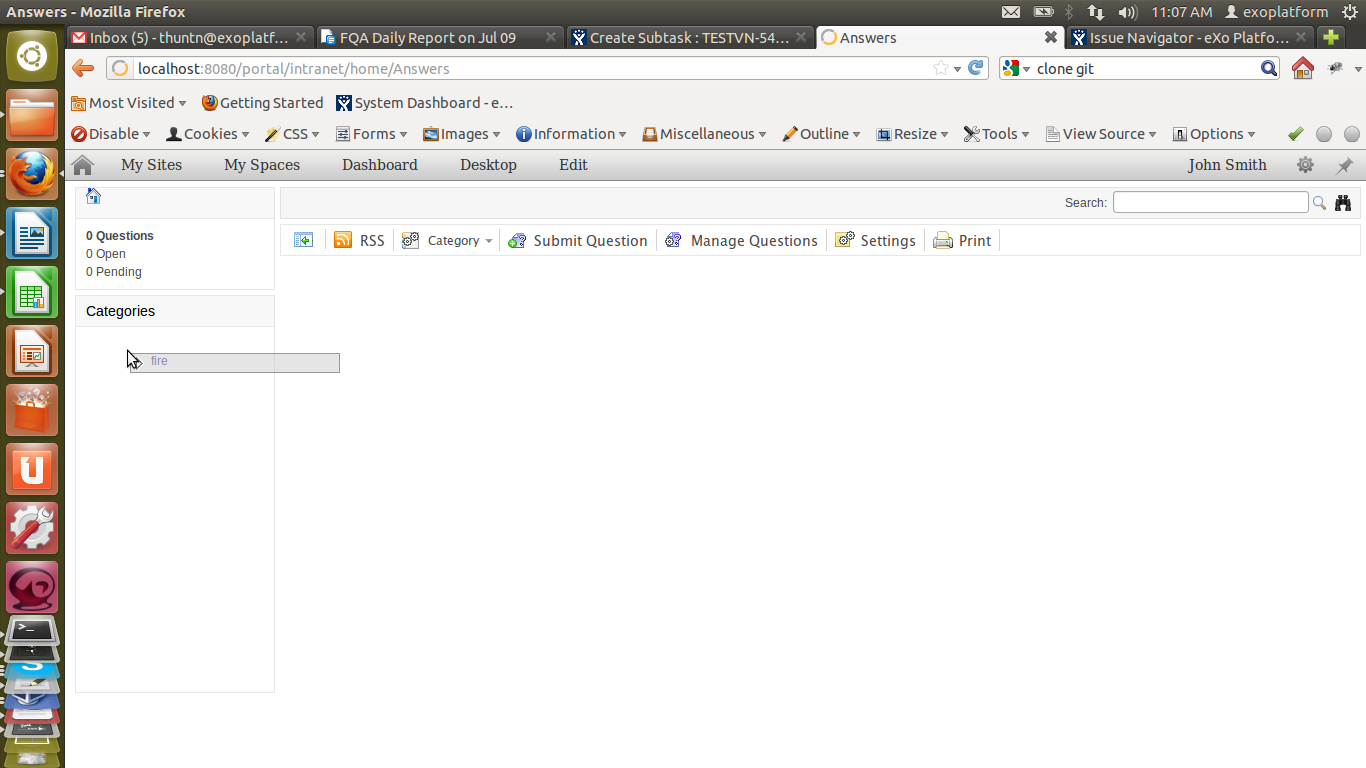 Answers - Mozilla Firefox
11:07 AM
exoplatform
Inbox (5) - thuntn@exoplatf...
FQA Daily Report on Jul 09
Create Subtask : TESTVN-54...
Answers
Issue Navigator - eXo Platfo...
localhost:8080/portal/intranet/home/Answers
clone git
Most Visited
Getting Started
System Dashboard - e...
Disable
Cookies
CSS
Forms
Images
Information
Miscellaneous
Outline
Resize
Tools
View Source
Options
My Sites
My Spaces
Dashboard
Desktop
Edit
John Smith
Search:
0 Questions
0 Open
0 Pending
RSS
Category
Submit Question
Manage Questions
Settings
Print
Categories
fire